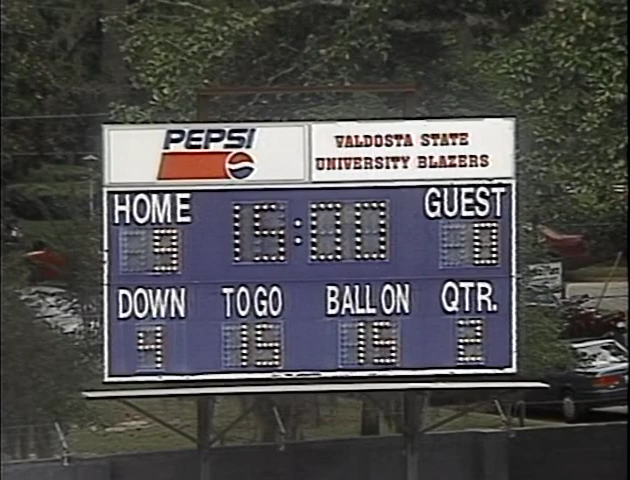 PEPSI
VALDOSTA STATE
UNIVERSITY BLAZERS
HOME 15:00 GUEST
9 0
DOWN TO GO BALL ON QTR.
4 15 15 2